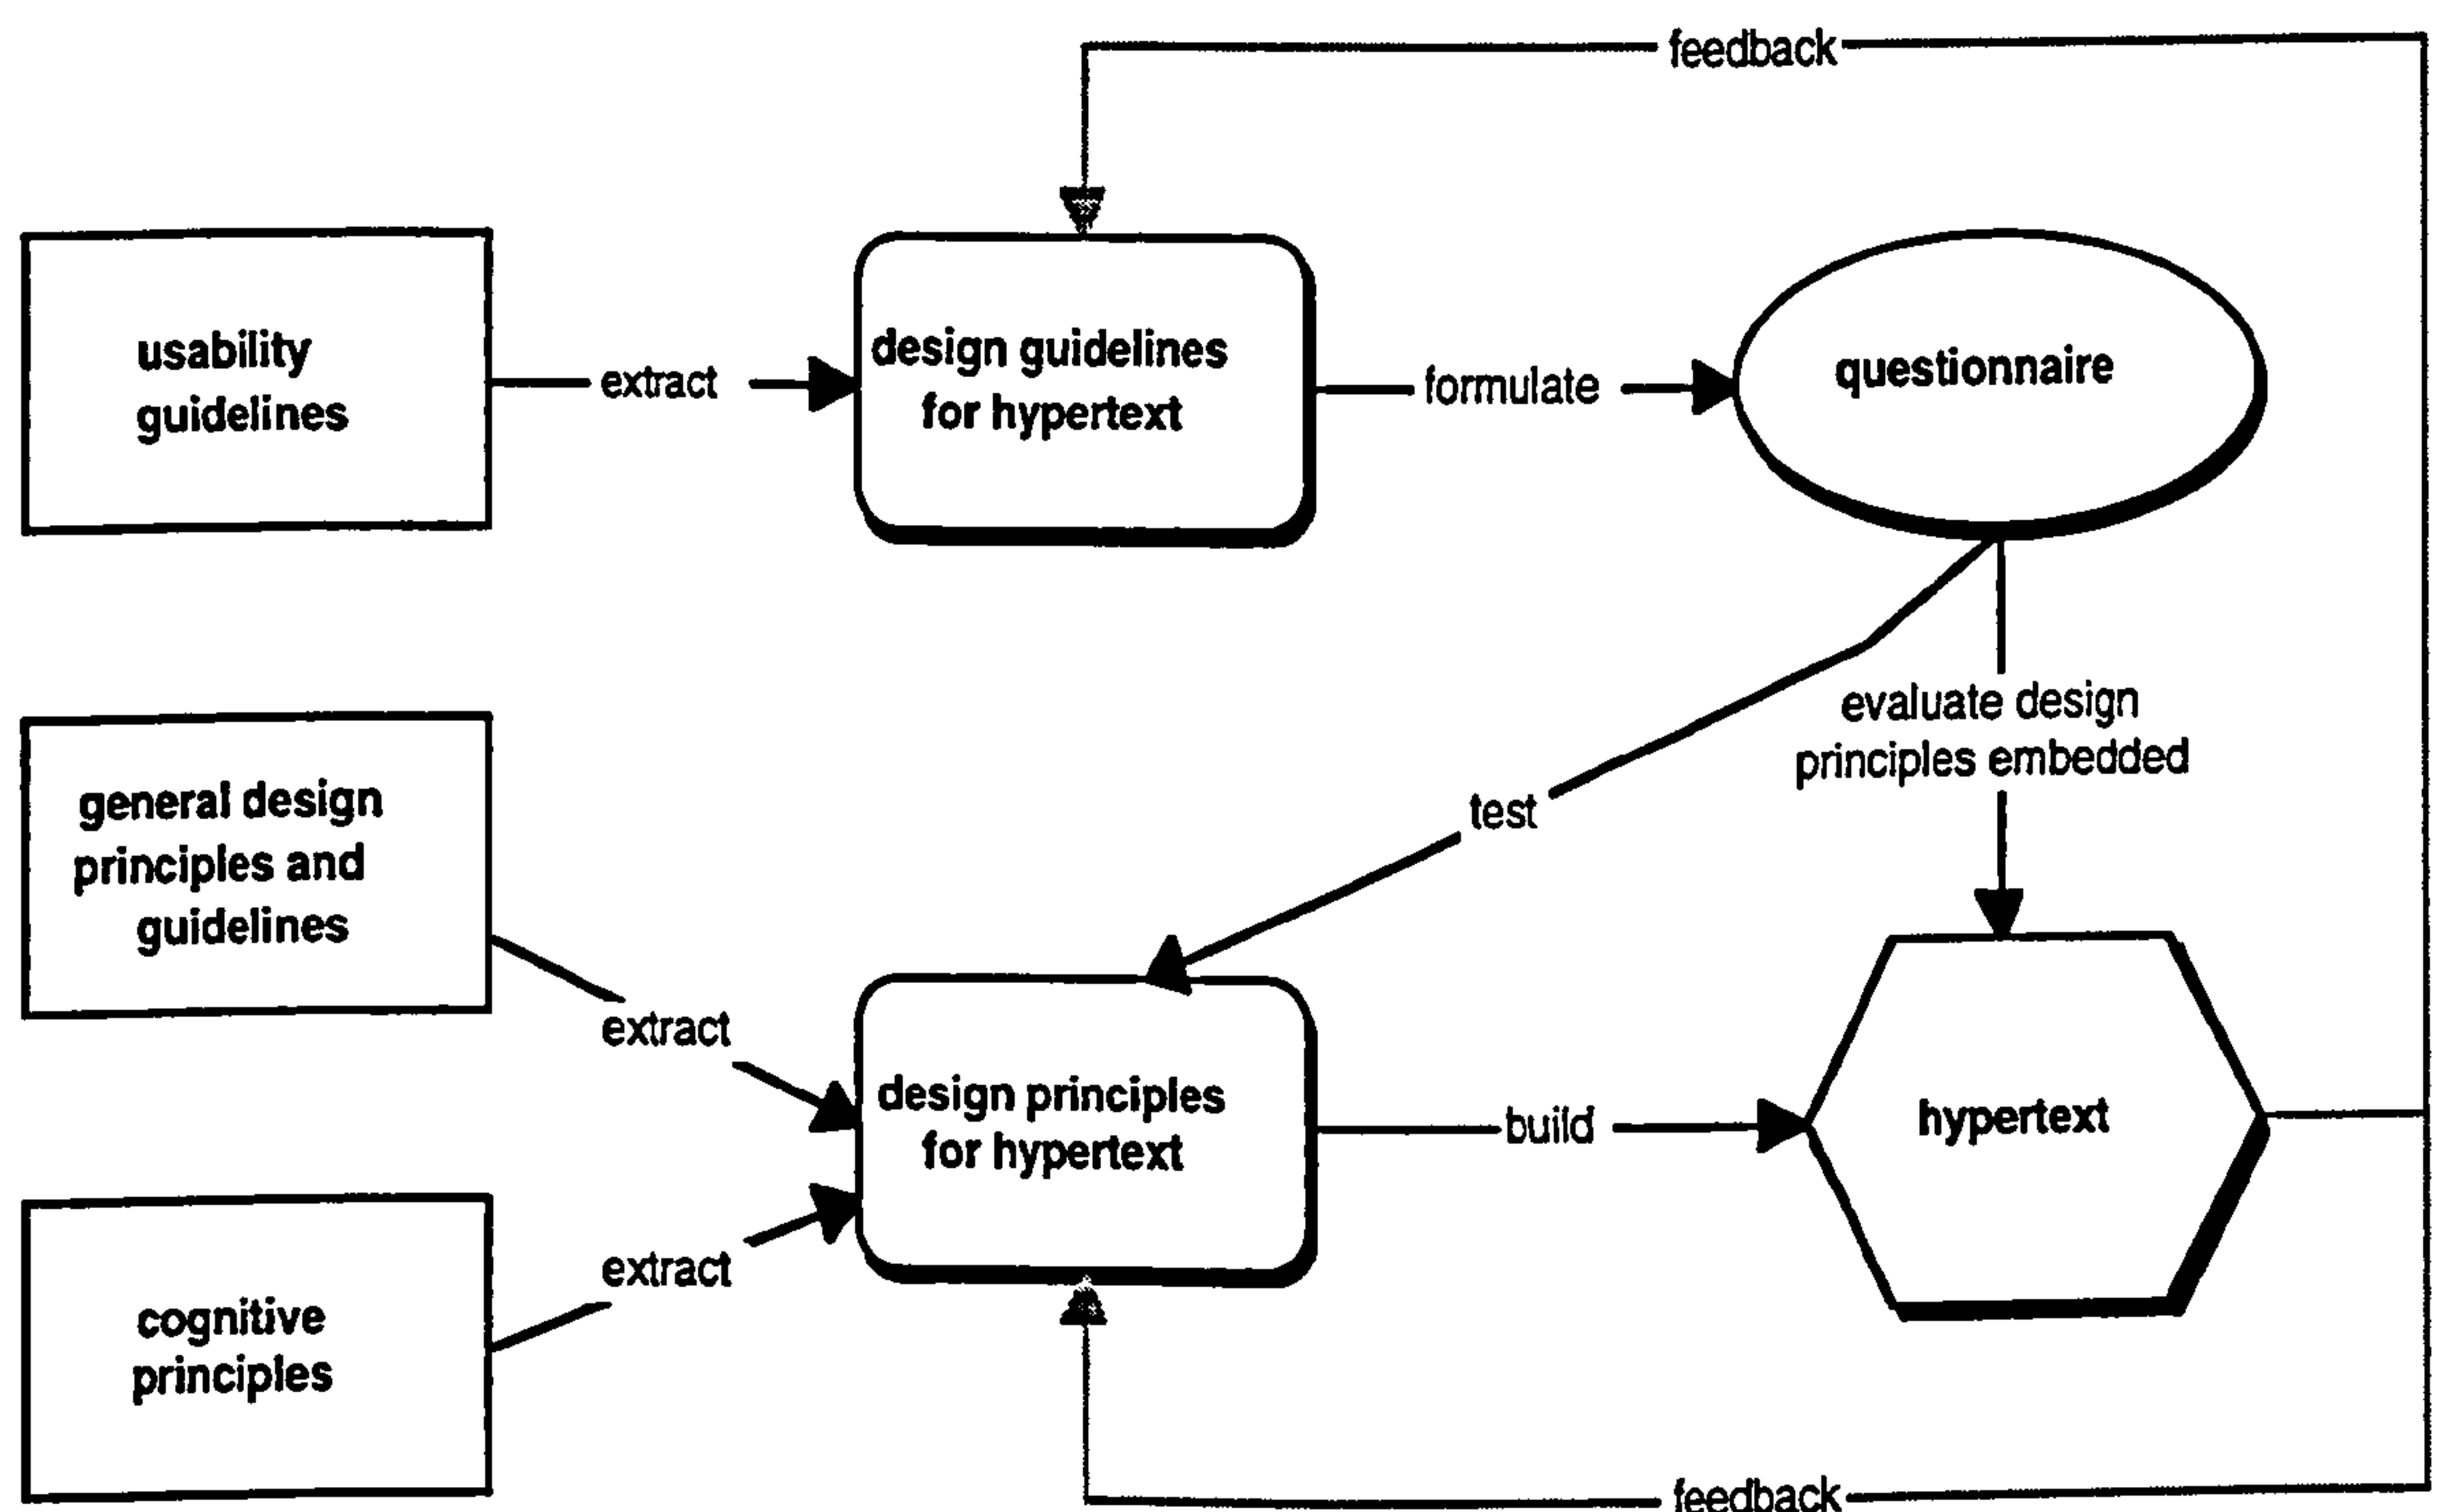 feedback
usability
guidelines
extract
design guidelines
for hypertext
formulate
questionnaire
evaluate design
principles embedded
test
general design
principles and
guidelines
extract
design principles
for hypertext
build
hypertext
extract
cognitive
principles
feedback